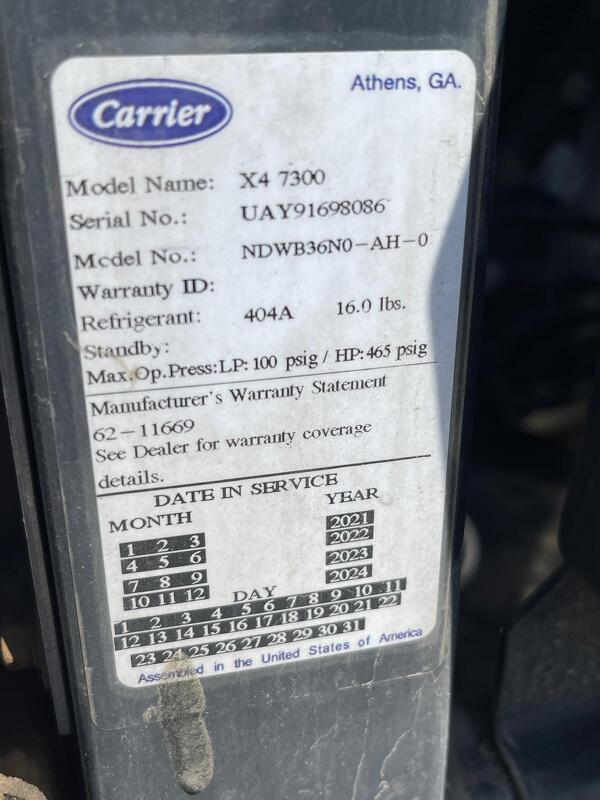 Carrier
Athens, GA.
Model Name: X4 7300
Serial No.: UAY91698086
Model No.: NDWB36N0-AH-0
Warranty ID:
Refrigerant: 404A 16.0 lbs.
Standby:
Max.Op.Press:LP: 100 psig / HP: 465 psig
Manufacturer's Warranty Statement
62-11669
See Dealer for warranty coverage
details.
DATE IN SERVICE
MONTH YEAR
1 2 3 2021
4 5 6 2022
7 8 9 2023
10 11 12 2024
DAY
1 2 3 4 5 6 7 8 9 10 11
12 13 14 15 16 17 18 19 20 21 22
23 24 25 26 27 28 29 30 31
Assembled in the United States of America